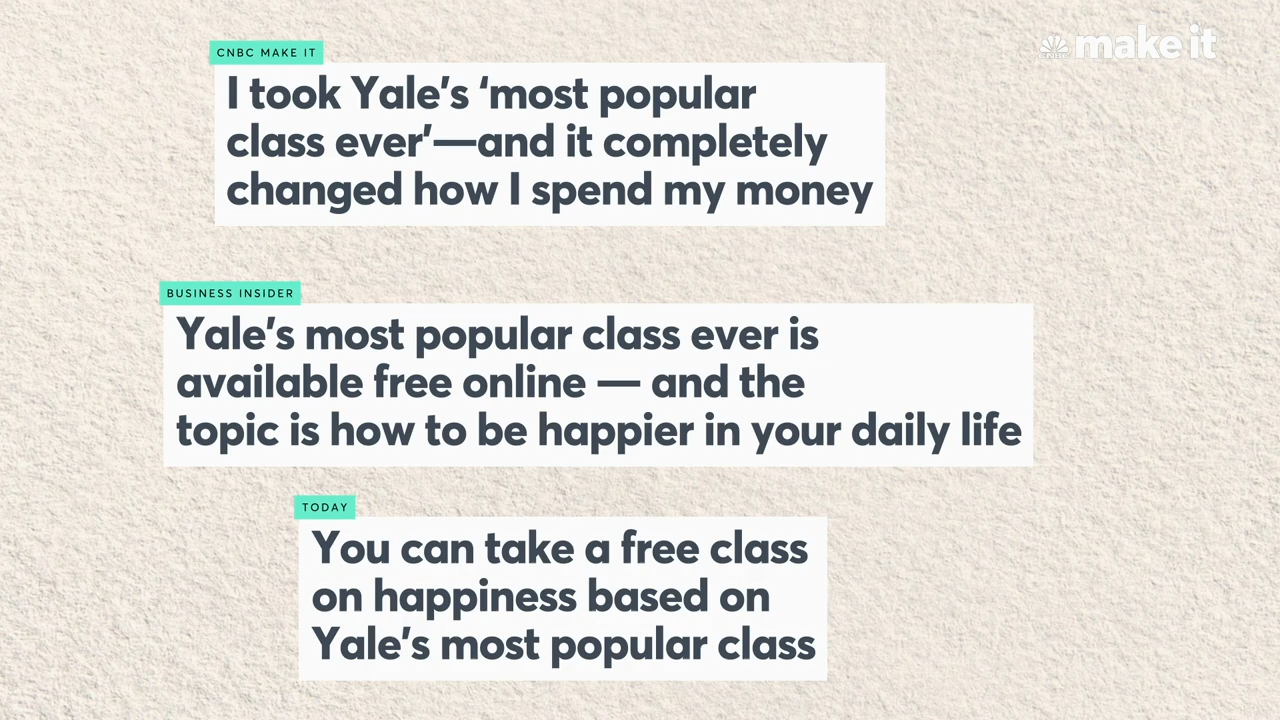 make it
CNBC MAKE IT
I took Yale’s ‘most popular
class ever’—and it completely
changed how I spend my money
BUSINESS INSIDER
Yale’s most popular class ever is
available free online — and the
topic is how to be happier in your daily life
TODAY
You can take a free class
on happiness based on
Yale’s most popular class